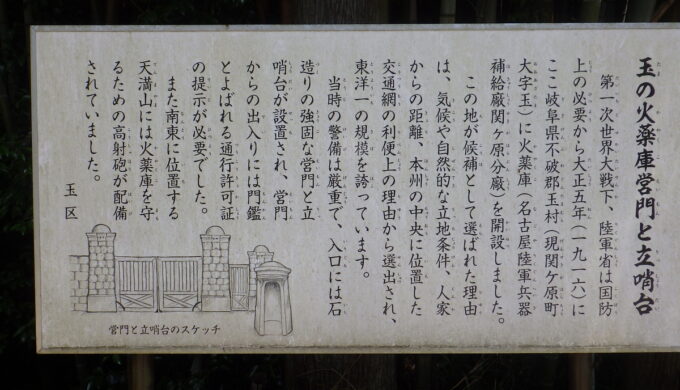 玉の火薬庫営門と立哨台
第一次世界大戦下、陸軍省は国防
上の必要から大正五年(一九一六)に
ここ岐阜県不破郡玉村(現関ケ原町
大字玉)に火薬庫(名古屋陸軍兵器
補給廠関ヶ原分廠)を開設しました。
この地が候補として選ばれた理由
は、気候や自然的な立地条件、人家
からの距離、本州の中央に位置した
交通網の利便上の理由から選出され、
東洋一の規模を誇っています。
当時の警備は厳重で、入口には石
造りの強固な営門と立
哨台が設置され、営門
からの出入りには門鑑
とよばれる通行許可証
の提示が必要でした。
また南東に位置する
天満山には火薬庫を守
るための高射砲が配備
されていました。
玉区
営門と立哨台のスケッチ